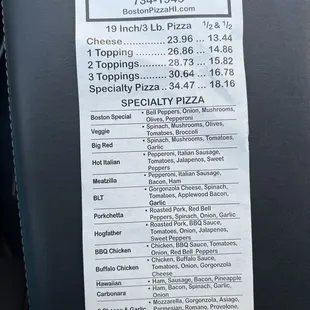 734-1945
BostonPizzaHI.com
19 Inch/3 Lb. Pizza ½ & ½
Cheese 23.96 ... 13.44
1 Topping 26.86 ... 14.86
2 Toppings 28.73 ... 15.82
3 Toppings 30.64 ... 16.78
Specialty Pizza .. 34.47 ... 18.16
SPECIALTY PIZZA
Boston Special • Bell Peppers, Onion, Mushrooms,
Olives, Pepperoni
Veggie • Spinach, Mushrooms, Olives,
Tomatoes, Broccoli
Big Red • Spinach, Mushrooms, Tomatoes,
Garlic
Hot Italian • Pepperoni, Italian Sausage,
Tomatoes, Jalapenos, Sweet
Peppers
Meatzilla • Pepperoni, Italian Sausage,
Bacon, Ham
BLT • Gorgonzola Cheese, Spinach,
Tomatoes, Applewood Bacon,
Garlic
Porkchetta • Roasted Pork, Red Bell
Peppers, Spinach, Onion, Garlic
Hogfather • Roasted Pork, BBQ Sauce,
Tomatoes, Onion, Jalapenos,
Sweet Peppers
BBQ Chicken • Chicken, BBQ Sauce, Tomatoes,
Onion, Red Bell Peppers
Buffalo Chicken • Chicken, Buffalo Sauce,
Tomatoes, Onion, Gorgonzola
Cheese
Hawaiian • Ham, Sausage, Bacon, Pineapple
Carbonara • Ham, Bacon, Spinach, Garlic,
Onion
• Mozzarella, Gorgonzola, Asiago,
Parmesan, Romano, Provolone,